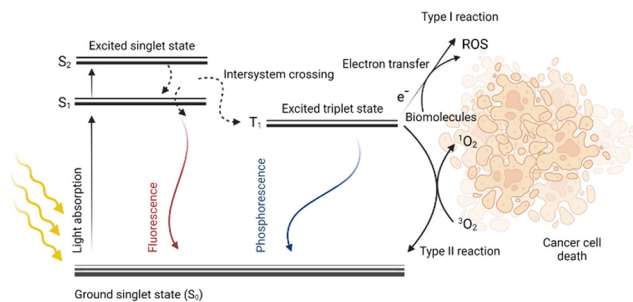 Type I reaction
Excited singlet state
ROS
S₂
Electron transfer
Intersystem crossing
e⁻
S₁
Excited triplet state
T₁
Biomolecules
¹O₂
Light absorption
Fluorescence
Phosphorescence
³O₂
Type II reaction
Cancer cell
death
Ground singlet state (S₀)